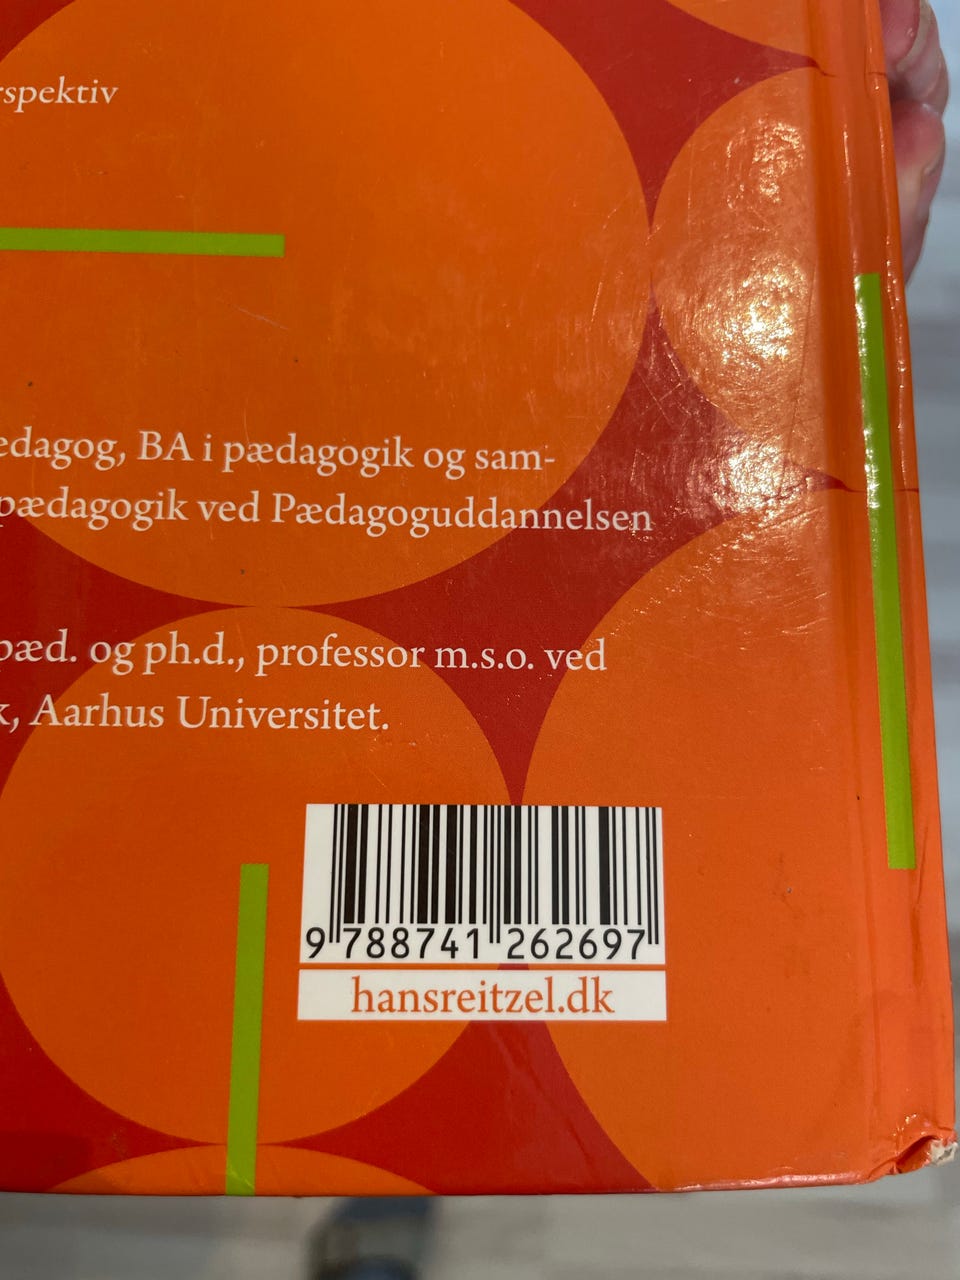 rspektiv
edagog, BA i pædagogik og sam-
pædagogik ved Pædagoguddannelsen
pæd. og ph.d., professor m.s.o. ved
k, Aarhus Universitet.
9 788741 262697
hansreitzel.dk